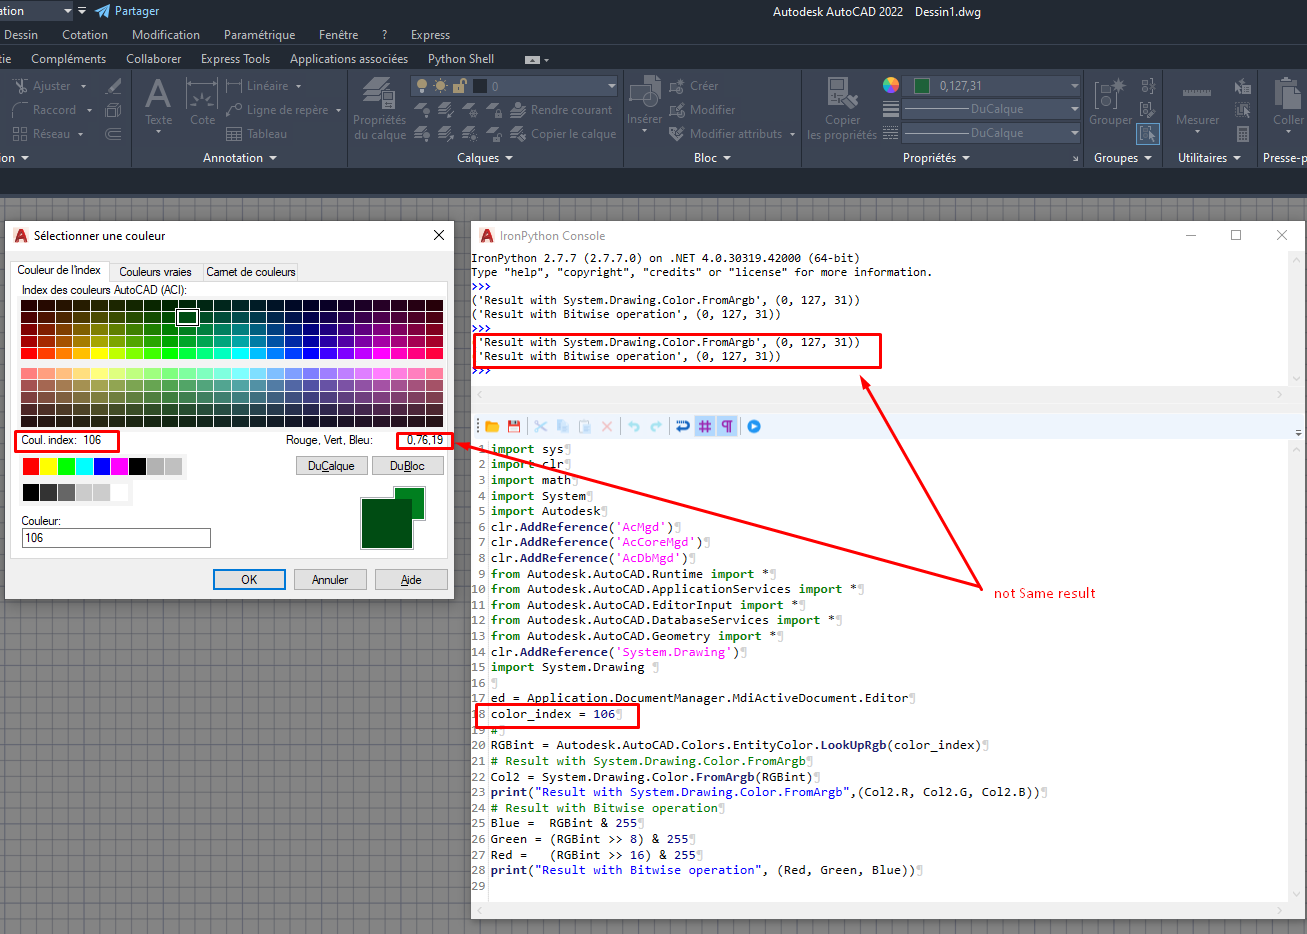 ation
Partager
Autodesk AutoCAD 2022 Dessin1.dwg
Dessin Cotation Modification Paramétrique Fenêtre ? Express
tie Compléments Collaborer Express Tools Applications associées Python Shell
Ajuster
Raccord
Réseau
Texte
Cote
Linéaire
Ligne de repère
Tableau
Propriétés
du calque
0
Rendre courant
Copier le calque
Insérer
Créer
Modifier
Modifier attributs
Copier
les propriétés
0,127,31
DuCalque
DuCalque
Grouper
Mesurer
Coller
ion Annotation Calques Bloc Propriétés Groupes Utilitaires Presse-p
Sélectionner une couleur
Couleur de l'index Couleurs vraies Carnet de couleurs
Index des couleurs AutoCAD (ACI):
Coul. index: 106 Rouge, Vert, Bleu: 0,76,19
DuCalque DuBloc
Couleur:
106
OK Annuler Aide
IronPython Console
IronPython 2.7.7 (2.7.7.0) on .NET 4.0.30319.42000 (64-bit)
Type "help", "copyright", "credits" or "license" for more information.
>>>
('Result with System.Drawing.Color.FromArgb', (0, 127, 31))
('Result with Bitwise operation', (0, 127, 31))
>>>
'Result with System.Drawing.Color.FromArgb', (0, 127, 31))
'Result with Bitwise operation', (0, 127, 31))
>>>
1 import sys¶
2 import clr¶
3 import math¶
4 import System¶
5 import Autodesk¶
6 clr.AddReference('AcMgd')¶
7 clr.AddReference('AcCoreMgd')¶
8 clr.AddReference('AcDbMgd')¶
9 from Autodesk.AutoCAD.Runtime import *¶
10 from Autodesk.AutoCAD.ApplicationServices import *¶
11 from Autodesk.AutoCAD.EditorInput import *¶
12 from Autodesk.AutoCAD.DatabaseServices import *¶
13 from Autodesk.AutoCAD.Geometry import *¶
14 clr.AddReference('System.Drawing')¶
15 import System.Drawing ¶
16 ¶
17 ed = Application.DocumentManager.MdiActiveDocument.Editor¶
18 color_index = 106¶
19 #¶
20 RGBint = Autodesk.AutoCAD.Colors.EntityColor.LookUpRgb(color_index)¶
21 # Result with System.Drawing.Color.FromArgb¶
22 Col2 = System.Drawing.Color.FromArgb(RGBint)¶
23 print("Result with System.Drawing.Color.FromArgb",(Col2.R, Col2.G, Col2.B))¶
24 # Result with Bitwise operation¶
25 Blue =  RGBint & 255¶
26 Green = (RGBint >> 8) & 255¶
27 Red =   (RGBint >> 16) & 255¶
28 print("Result with Bitwise operation", (Red, Green, Blue))¶
29
not Same result